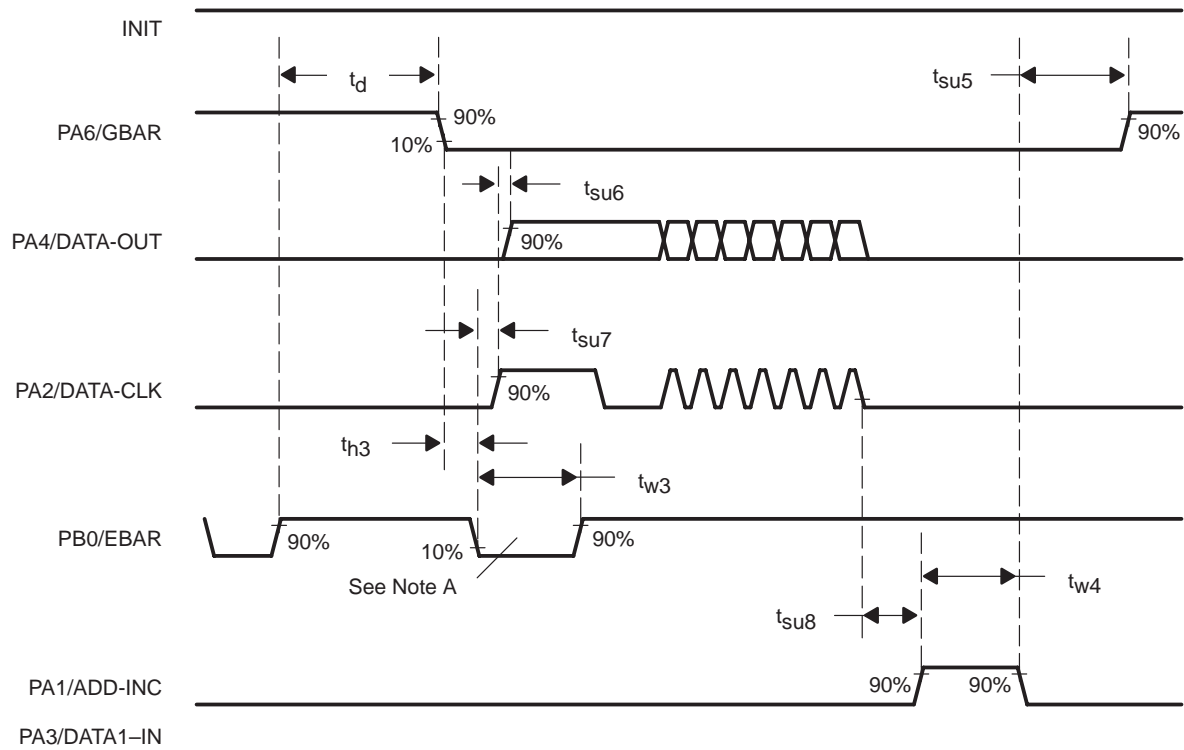 INIT
td
tsu5
PA6/GBAR
90%
10%
90%
tsu6
PA4/DATA-OUT
90%
tsu7
PA2/DATA-CLK
90%
th3
tw3
PB0/EBAR
90%
10%
90%
See Note A
tw4
tsu8
PA1/ADD-INC
90%
90%
PA3/DATA1–IN